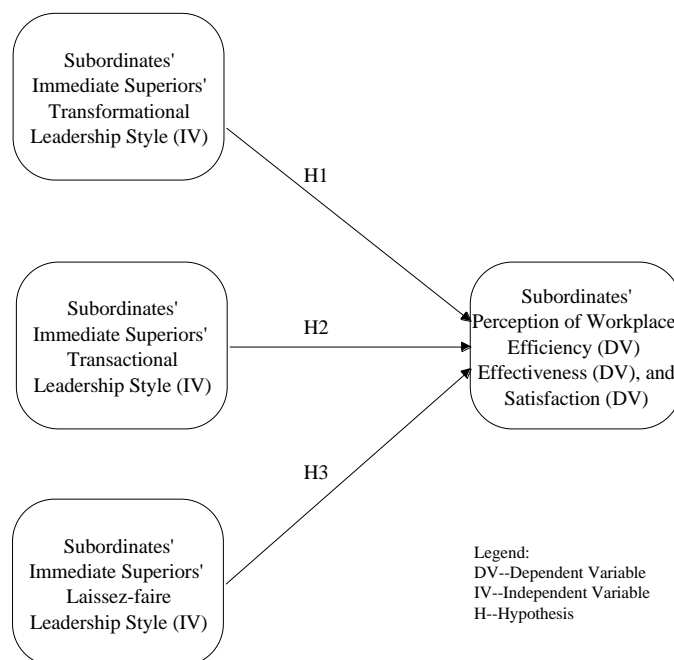 Subordinates'
Immediate Superiors'
Transformational
Leadership Style (IV)
H1
Subordinates'
Immediate Superiors'
Transactional
Leadership Style (IV)
H2
Subordinates'
Perception of Workplace
Efficiency (DV)
Effectiveness (DV), and
Satisfaction (DV)
H3
Subordinates'
Immediate Superiors'
Laissez-faire
Leadership Style (IV)
Legend:
DV--Dependent Variable
IV--Independent Variable
H--Hypothesis